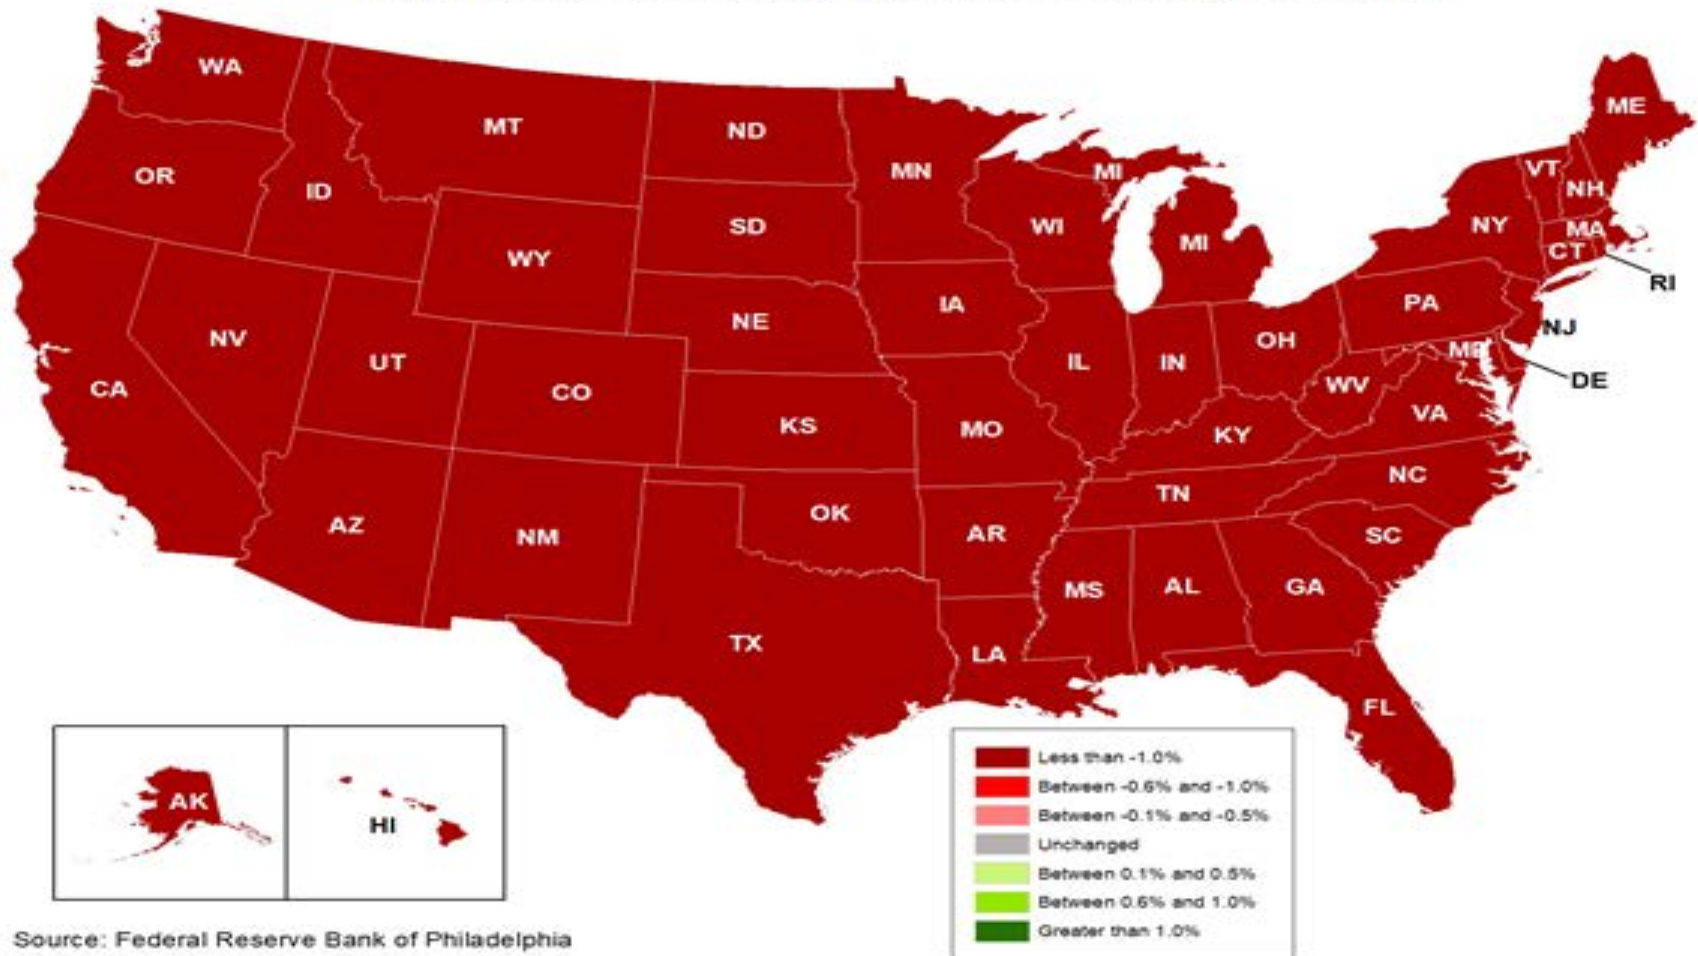 WA
MT
ND
MN
ME
OR
ID
SD
WI
MI
MI
VT
NH
NY
MA
CT
RI
WY
IA
PA
NE
NJ
NV
UT
CO
IL
IN
OH
MD
DE
CA
KS
MO
WV
VA
KY
NC
TN
AZ
NM
OK
AR
SC
MS
AL
GA
TX
LA
FL
AK
HI
Less than -1.0%
Between -0.6% and -1.0%
Between -0.1% and -0.5%
Unchanged
Between 0.1% and 0.5%
Between 0.6% and 1.0%
Greater than 1.0%
Source: Federal Reserve Bank of Philadelphia